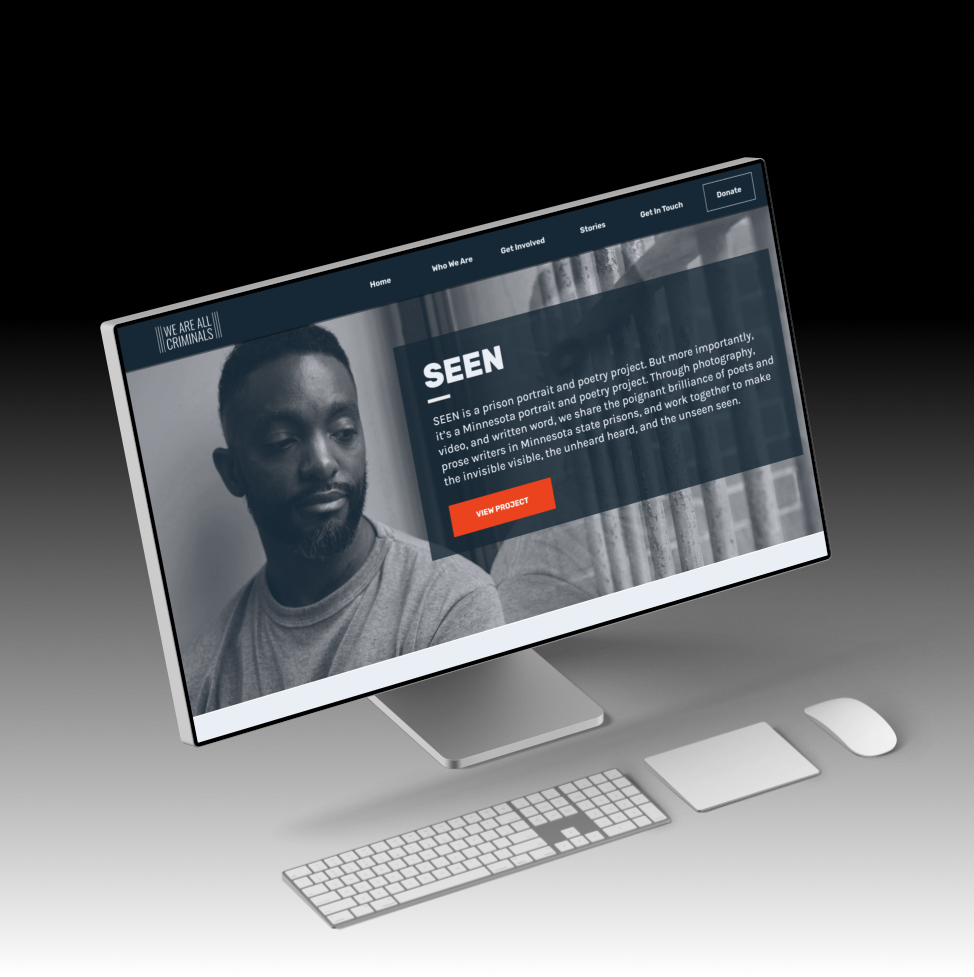 WE ARE ALL
CRIMINALS
Home
Who We Are
Get Involved
Stories
Get In Touch
Donate
SEEN
SEEN is a prison portrait and poetry project. But more importantly,
it's a Minnesota portrait and poetry project. Through photography,
video, and written word, we share the poignant brilliance of poets and
prose writers in Minnesota state prisons, and work together to make
the invisible visible, the unheard heard, and the unseen seen.
VIEW PROJECT